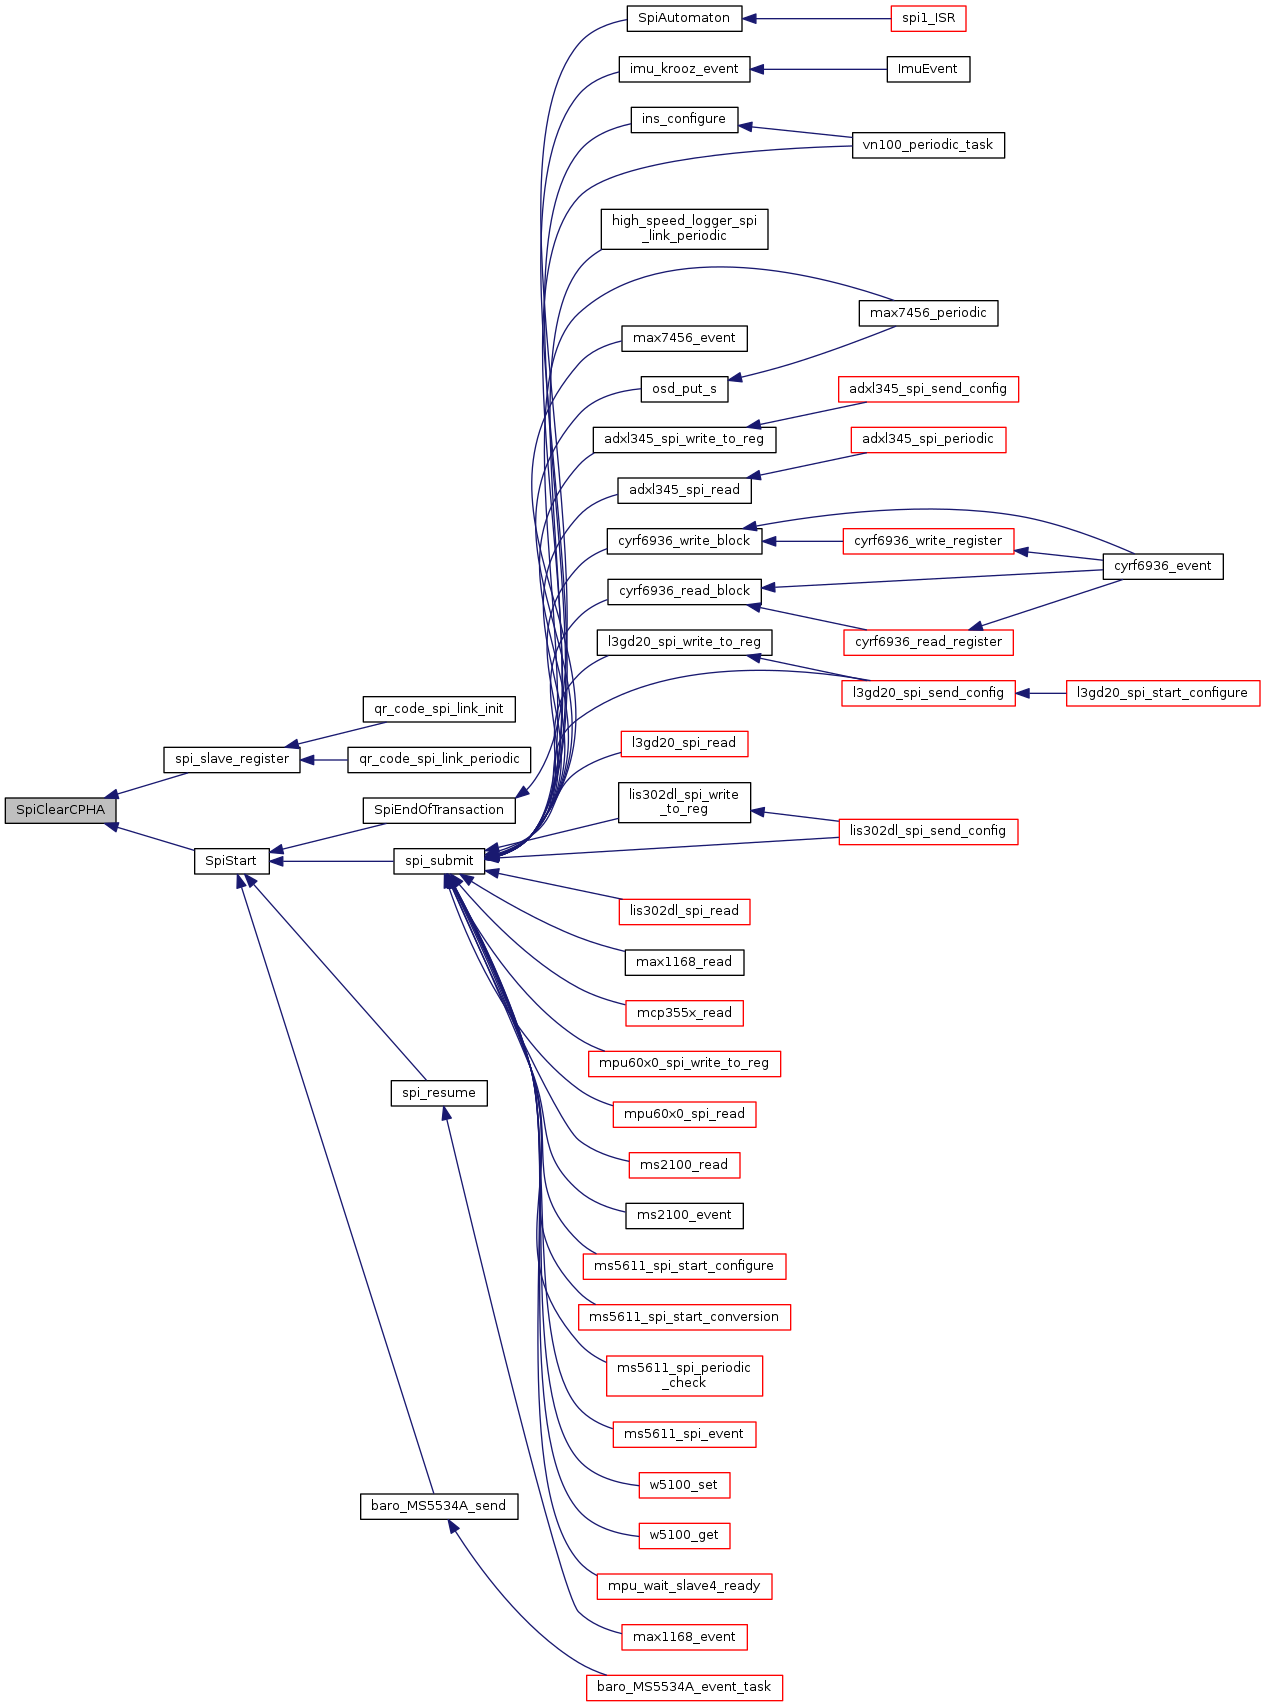 SpiAutomaton
spi1_ISR
imu_krooz_event
ImuEvent
ins_configure
vn100_periodic_task
high_speed_logger_spi
_link_periodic
max7456_periodic
max7456_event
osd_put_s
adxl345_spi_send_config
adxl345_spi_write_to_reg
adxl345_spi_periodic
adxl345_spi_read
cyrf6936_write_block
cyrf6936_write_register
cyrf6936_event
cyrf6936_read_block
cyrf6936_read_register
l3gd20_spi_write_to_reg
l3gd20_spi_send_config
l3gd20_spi_start_configure
qr_code_spi_link_init
l3gd20_spi_read
spi_slave_register
qr_code_spi_link_periodic
lis302dl_spi_write
_to_reg
SpiClearCPHA
SpiEndOfTransaction
lis302dl_spi_send_config
SpiStart
spi_submit
lis302dl_spi_read
max1168_read
mcp355x_read
mpu60x0_spi_write_to_reg
spi_resume
mpu60x0_spi_read
ms2100_read
ms2100_event
ms5611_spi_start_configure
ms5611_spi_start_conversion
ms5611_spi_periodic
_check
ms5611_spi_event
w5100_set
baro_MS5534A_send
w5100_get
mpu_wait_slave4_ready
max1168_event
baro_MS5534A_event_task